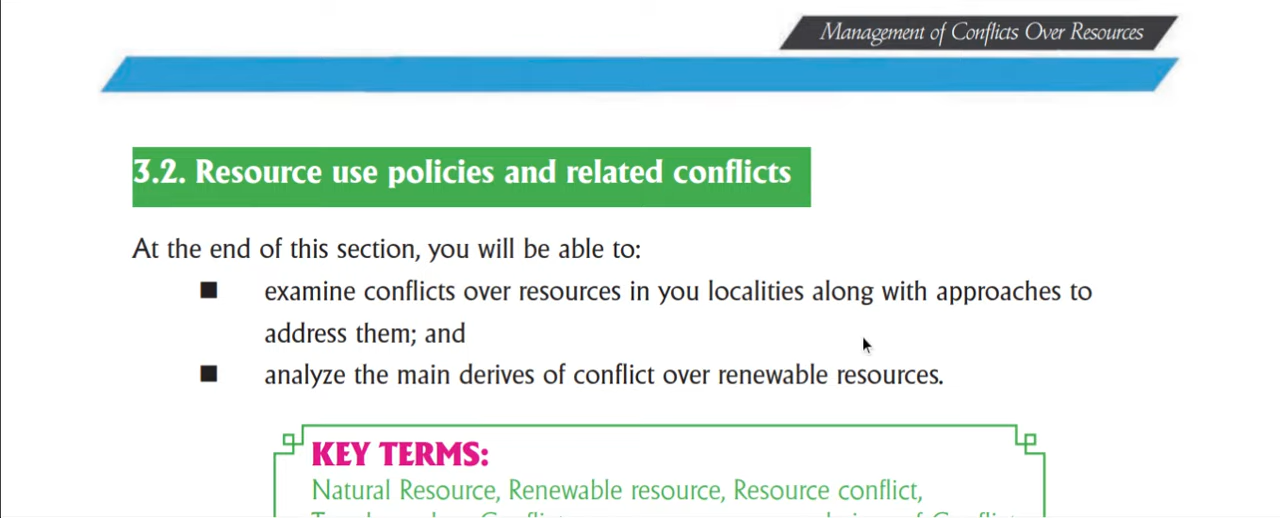 Management of Conflicts Over Resources
3.2. Resource use policies and related conflicts
At the end of this section, you will be able to:
■ examine conflicts over resources in you localities along with approaches to
address them; and
■ analyze the main derives of conflict over renewable resources.
KEY TERMS:
Natural Resource, Renewable resource, Resource conflict,